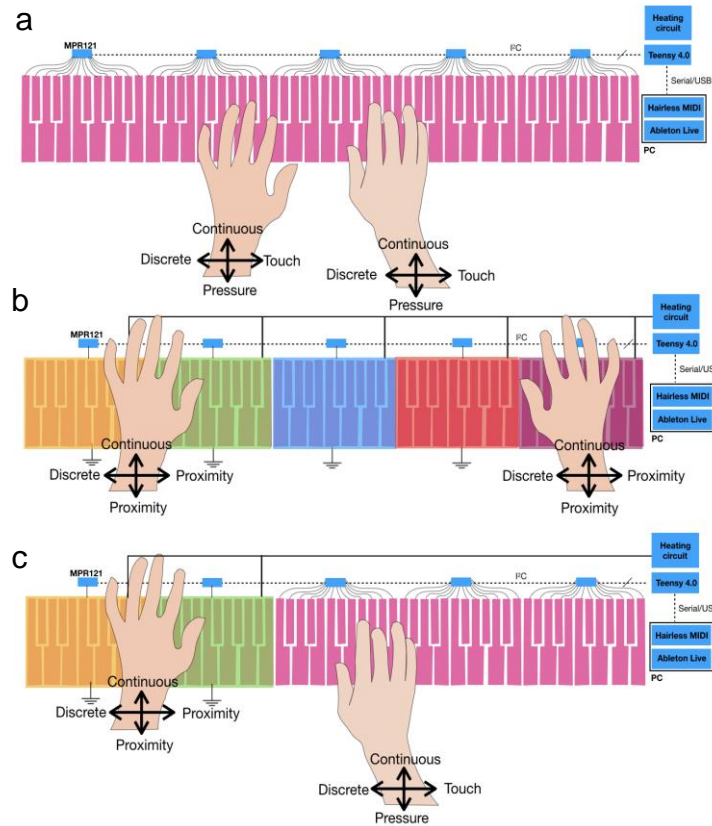 a
Heating
circuit
MPR121
I²C
Teensy 4.0
Serial/USB
Hairless MIDI
Ableton Live
PC
Continuous
Discrete
Touch
Pressure
Continuous
Discrete
Touch
Pressure
b
Heating
circuit
MPR121
I²C
Teensy 4.0
Serial/US
Hairless MIDI
Ableton Live
PC
Continuous
Discrete
Proximity
Proximity
Continuous
Discrete
Proximity
Proximity
c
Heating
circuit
MPR121
I²C
Teensy 4.0
Serial/US
Hairless MIDI
Ableton Live
PC
Continuous
Discrete
Proximity
Proximity
Continuous
Discrete
Touch
Pressure